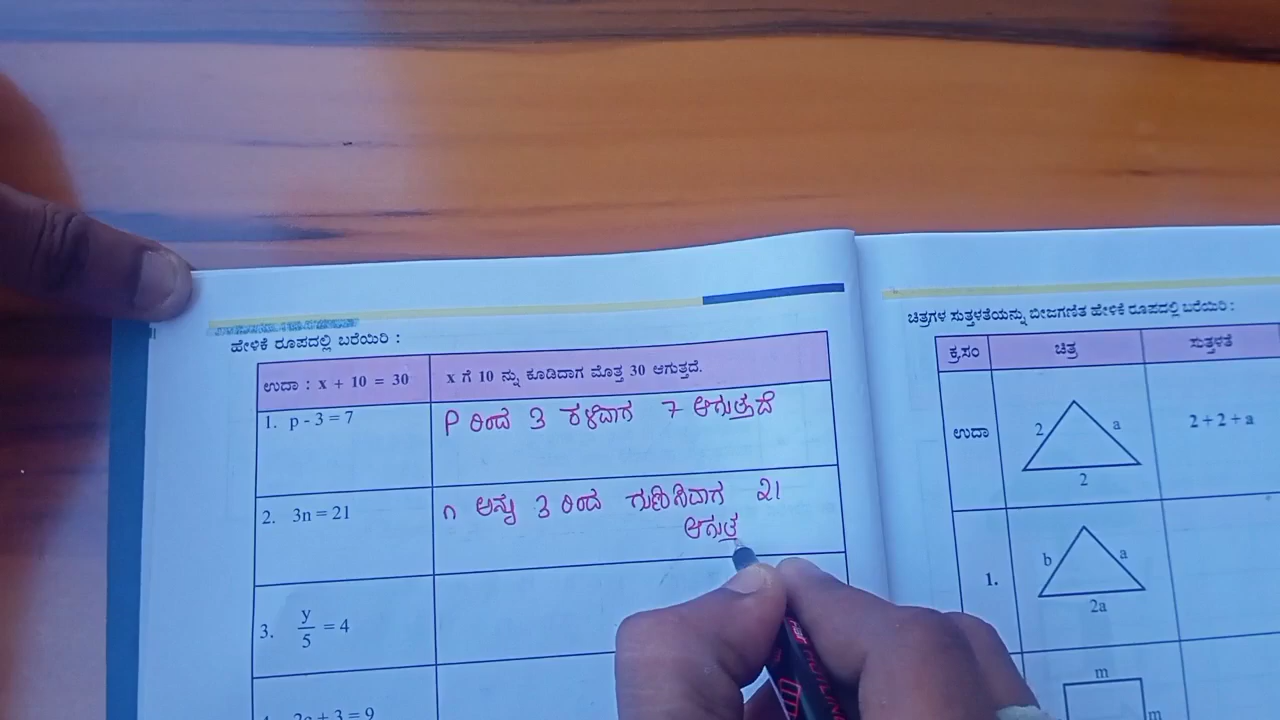 ಹೇಳಿಕೆ ರೂಪದಲ್ಲಿ ಬರೆಯಿರಿ :
ಉದಾ : x + 10 = 30
x ಗೆ 10 ನ್ನು ಕೂಡಿದಾಗ ಮೊತ್ತ 30 ಆಗುತ್ತದೆ.
1. p - 3 = 7
P ರಿಂದ 3 ಕಳೆದಾಗ 7 ಆಗುತ್ತದೆ
2. 3n = 21
n ಅನ್ನು 3 ರಿಂದ ಗುಣಿಸಿದಾಗ 21
ಆಗುತ್ತ
3. y/5 = 4
+ 3 = 9
ಚಿತ್ರಗಳ ಸುತ್ತಳತೆಯನ್ನು ಬೀಜಗಣಿತ ಹೇಳಿಕೆ ರೂಪದಲ್ಲಿ ಬರೆಯಿರಿ :
ಕ್ರ.ಸಂ
ಚಿತ್ರ
ಸುತ್ತಳತೆ
ಉದಾ
2
a
2
2 + 2 + a
1.
b
a
2a
m
m